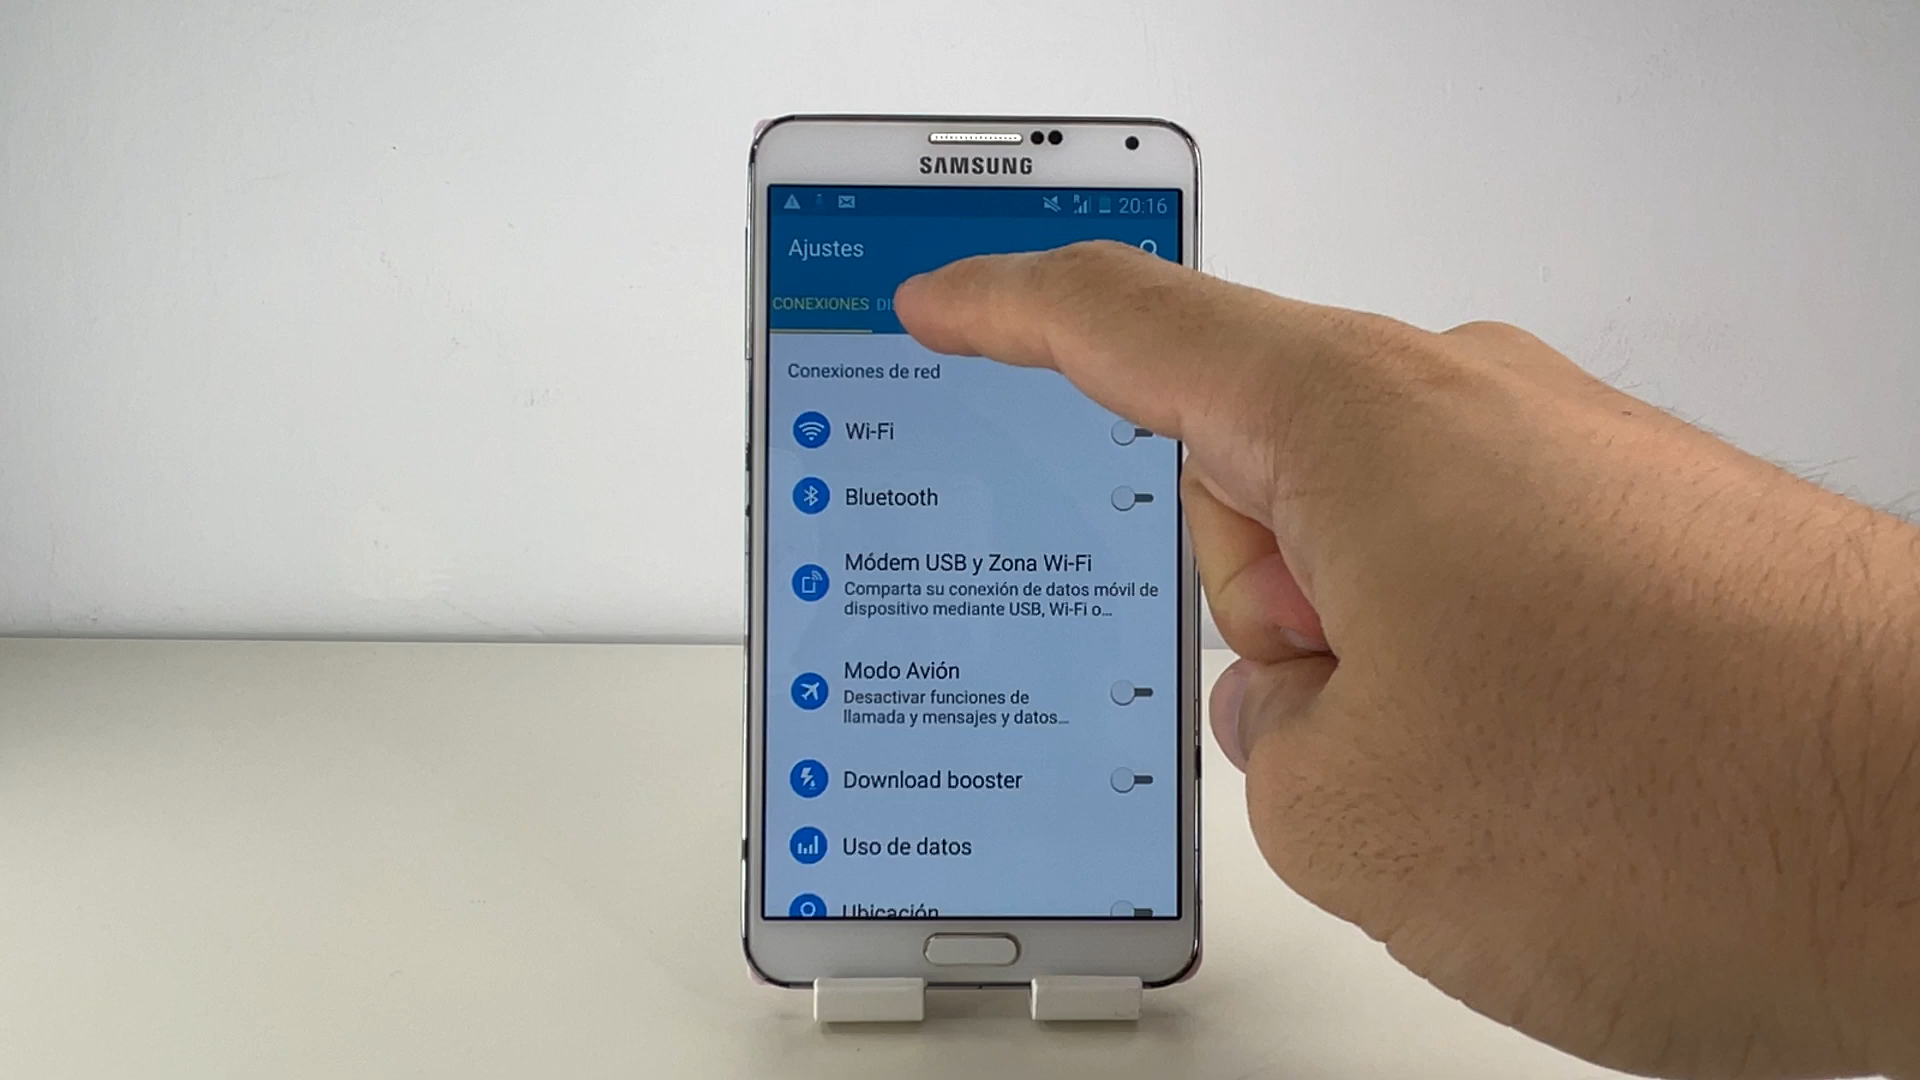 SAMSUNG
R 20:16
Ajustes
CONEXIONES
Conexiones de red
Wi-Fi
Bluetooth
Módem USB y Zona Wi-Fi
Comparta su conexión de datos móvil de
dispositivo mediante USB, Wi-Fi o...
Modo Avión
Desactivar funciones de
llamada y mensajes y datos...
Download booster
Uso de datos
Ubicación